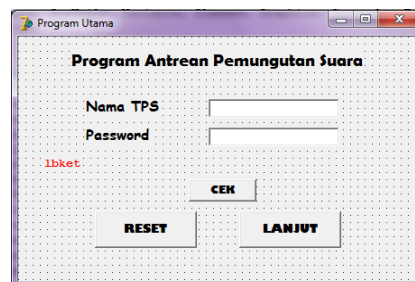 Program Utama
Program Antrean Pemungutan Suara
Nama TPS
Password
lbket
CEK
RESET
LANJUT